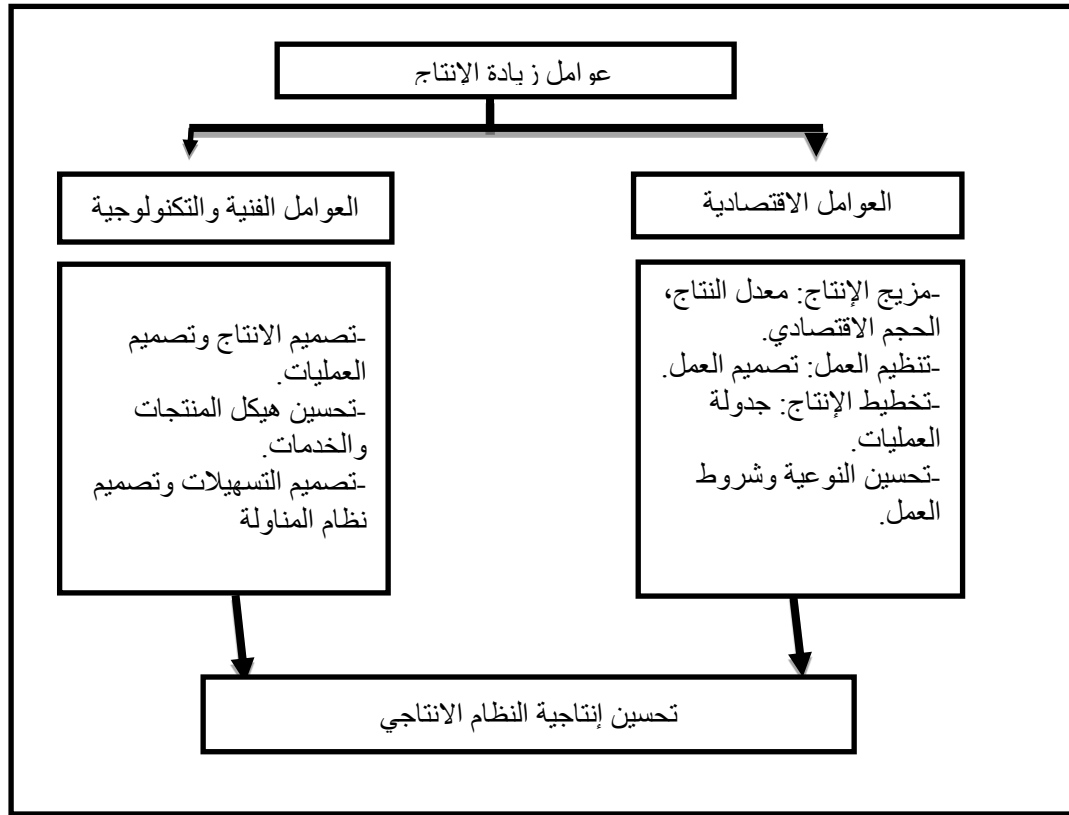 عوامل زيادة الإنتاج
العوامل الاقتصادية
العوامل الفنية والتكنولوجية
-مزيج الإنتاج: معدل النتاج،
الحجم الاقتصادي.
-تنظيم العمل: تصميم العمل.
-تخطيط الإنتاج: جدولة
العمليات.
-تحسين النوعية وشروط
العمل.
-تصميم الانتاج وتصميم
العمليات.
-تحسين هيكل المنتجات
والخدمات.
-تصميم التسهيلات وتصميم
نظام المناولة
تحسين إنتاجية النظام الانتاجي